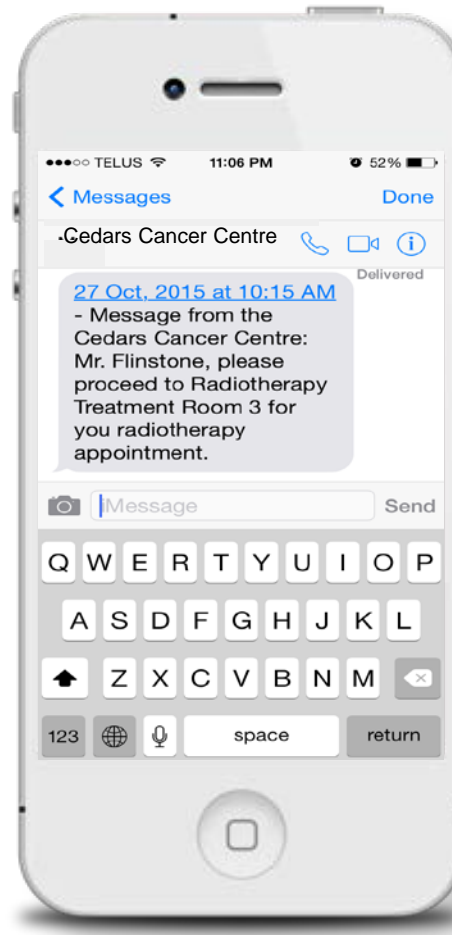 TELUS 11:06 PM 52%
Messages Done
-Cedars Cancer Centre
Delivered
27 Oct, 2015 at 10:15 AM
- Message from the
Cedars Cancer Centre:
Mr. Flinstone, please
proceed to Radiotherapy
Treatment Room 3 for
you radiotherapy
appointment.
iMessage Send
Q W E R T Y U I O P
A S D F G H J K L
Z X C V B N M
123 space return